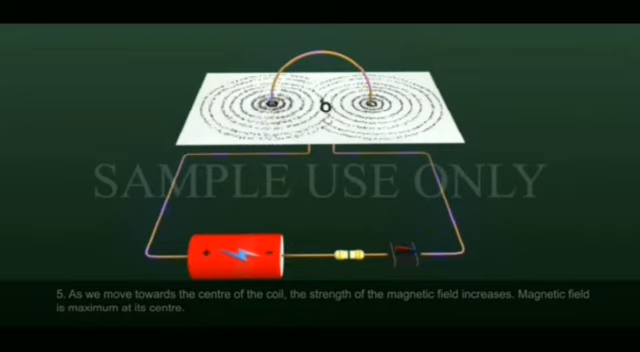 SAMPLE USE ONLY
+ -
5. As we move towards the centre of the coil, the strength of the magnetic field increases. Magnetic field
is maximum at its centre.